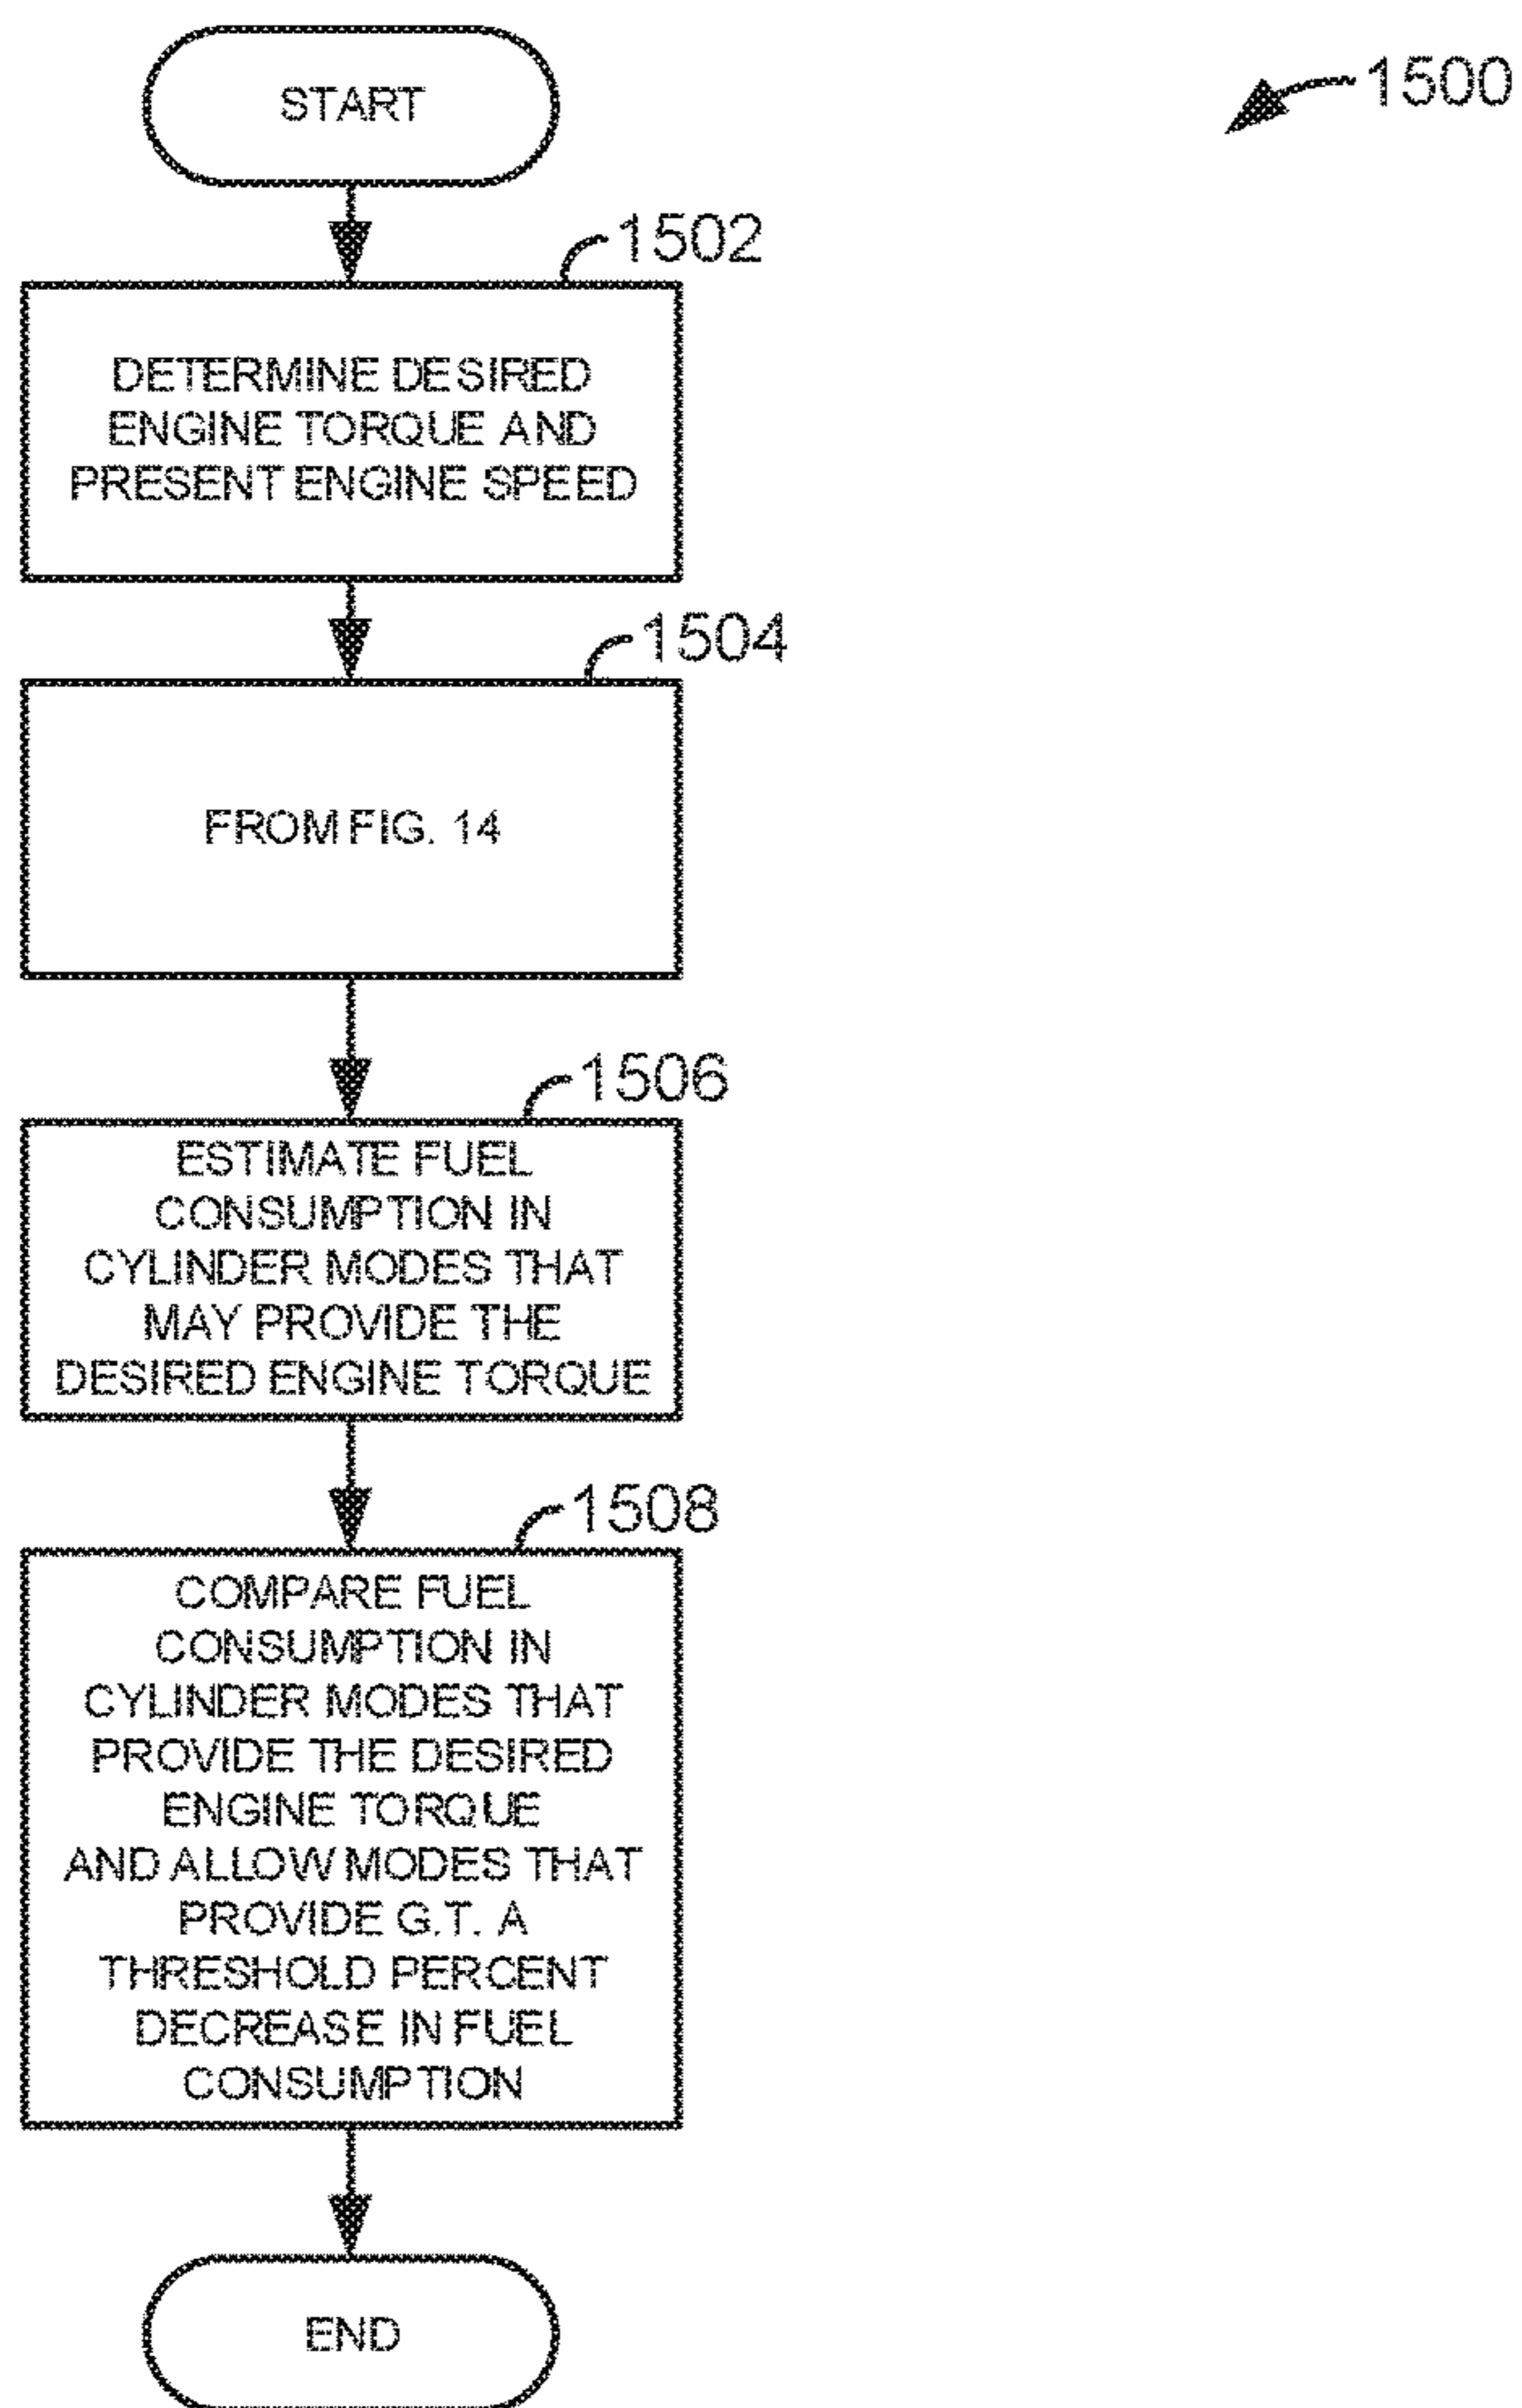 START
1500
1502
DETERMINE DESIRED
ENGINE TORQUE AND
PRESENT ENGINE SPEED
1504
FROM FIG. 14
1506
ESTIMATE FUEL
CONSUMPTION IN
CYLINDER MODES THAT
MAY PROVIDE THE
DESIRED ENGINE TORQUE
1508
COMPARE FUEL
CONSUMPTION IN
CYLINDER MODES THAT
PROVIDE THE DESIRED
ENGINE TORQUE
AND ALLOW MODES THAT
PROVIDE G.T. A
THRESHOLD PERCENT
DECREASE IN FUEL
CONSUMPTION
END